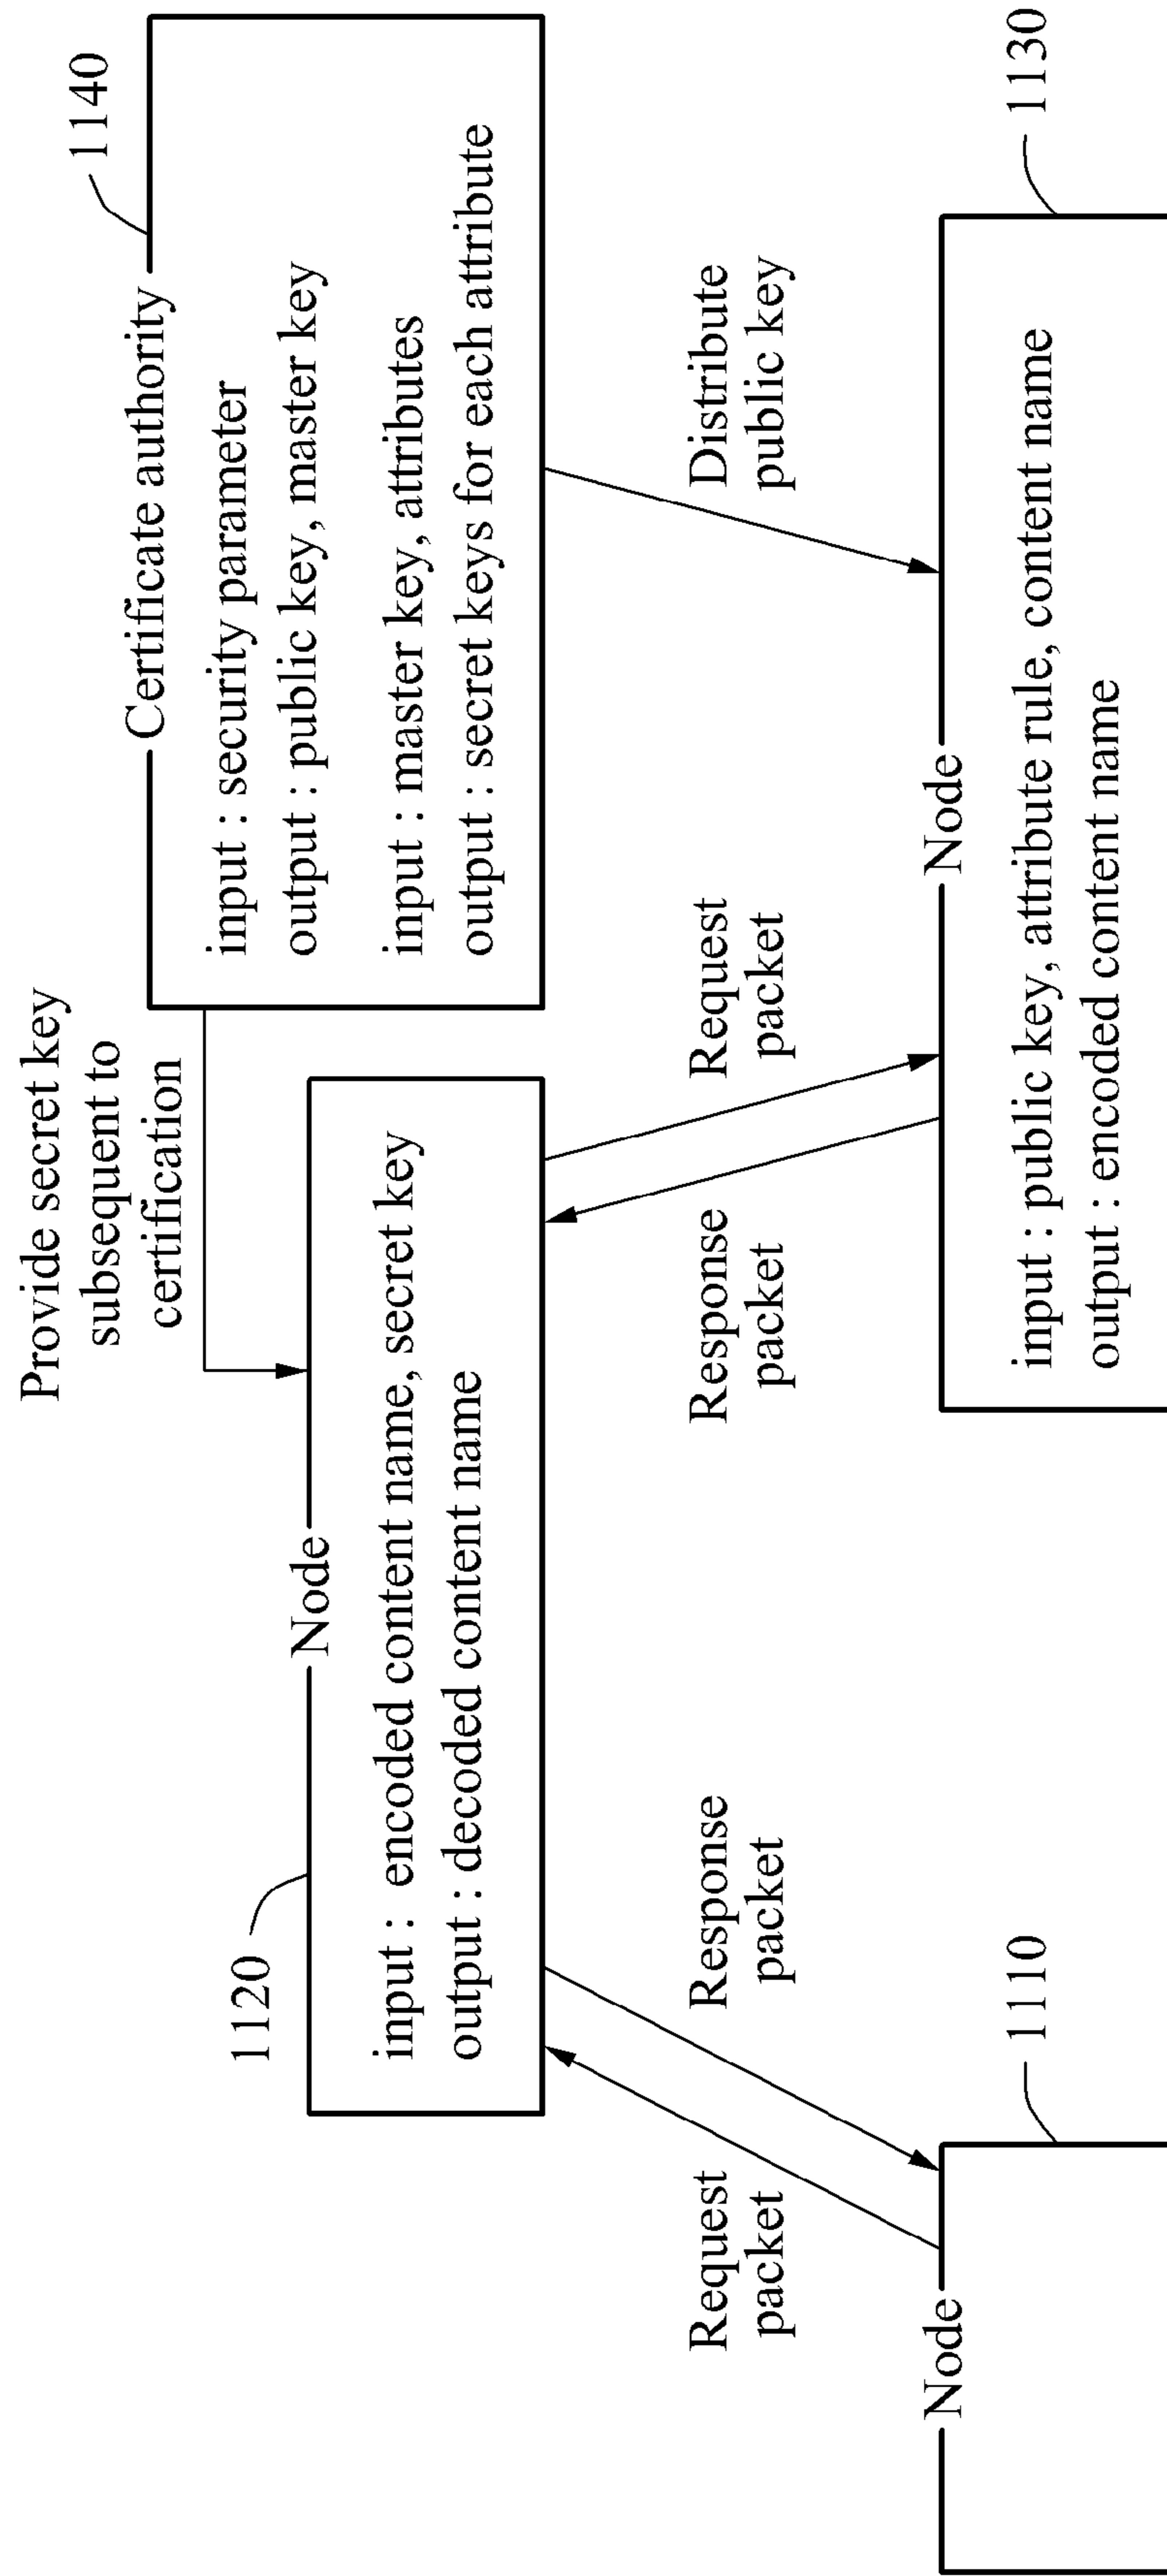 Provide secret key
subsequent to
certification
1140
Certificate authority
input : security parameter
output : public key, master key
input : master key, attributes
output : secret keys for each attribute
1120
Node
input : encoded content name, secret key
output : decoded content name
Request
packet
Response
packet
Response
packet
Request
packet
Distribute
public key
Node
1110
Node
1130
input : public key, attribute rule, content name
output : encoded content name